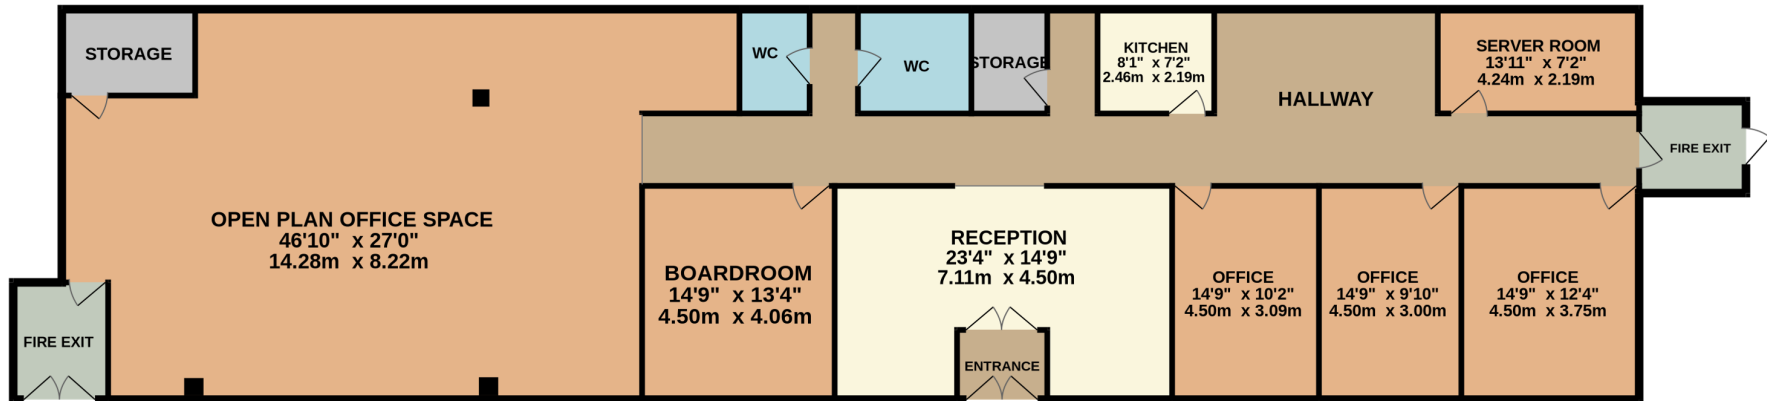 STORAGE
WC
WC
STORAGE
KITCHEN
8'1" x 7'2"
2.46m x 2.19m
HALLWAY
SERVER ROOM
13'11" x 7'2"
4.24m x 2.19m
FIRE EXIT
OPEN PLAN OFFICE SPACE
46'10" x 27'0"
14.28m x 8.22m
BOARDROOM
14'9" x 13'4"
4.50m x 4.06m
RECEPTION
23'4" x 14'9"
7.11m x 4.50m
OFFICE
14'9" x 10'2"
4.50m x 3.09m
OFFICE
14'9" x 9'10"
4.50m x 3.00m
OFFICE
14'9" x 12'4"
4.50m x 3.75m
FIRE EXIT
ENTRANCE